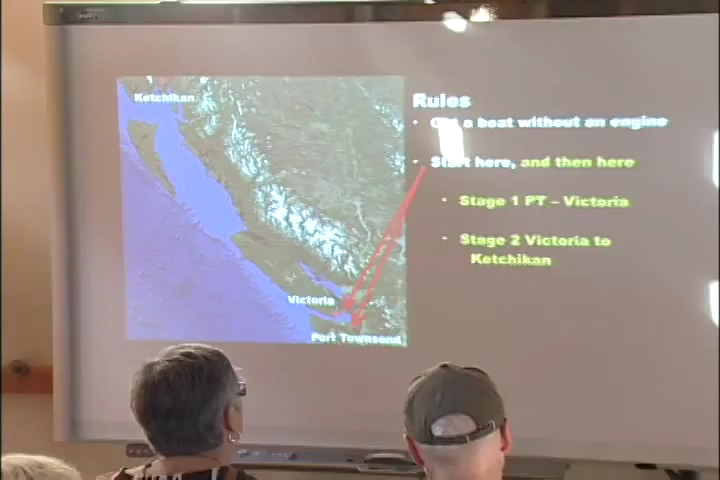 Ketchikan
Victoria
Port Townsend
Rules
a boat without an engine
Start here, and then here
Stage 1 PT – Victoria
Stage 2 Victoria to
Ketchikan